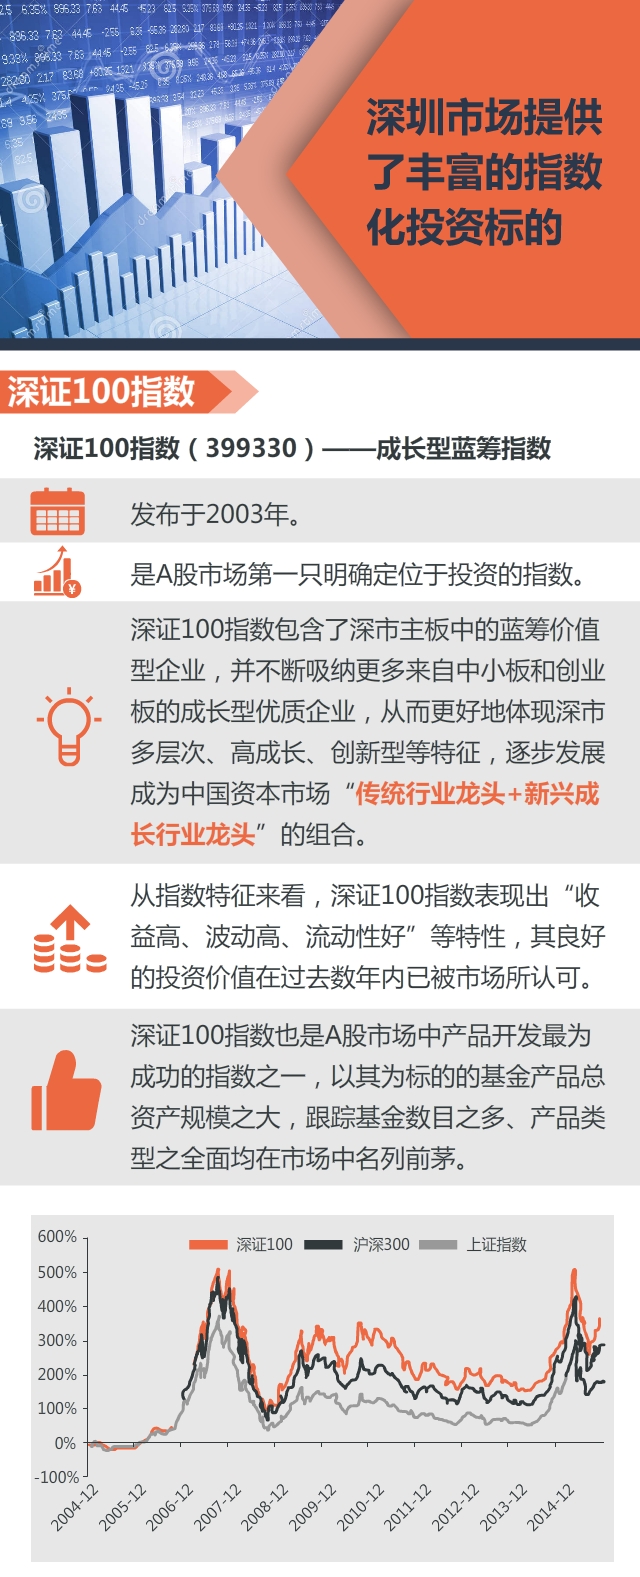 深圳市场提供
了丰富的指数
化投资标的
深证100指数
深证100指数（399330）——成长型蓝筹指数
发布于2003年。
是A股市场第一只明确定位于投资的指数。
深证100指数包含了深市主板中的蓝筹价值
型企业，并不断吸纳更多来自中小板和创业
板的成长型优质企业，从而更好地体现深市
多层次、高成长、创新型等特征，逐步发展
成为中国资本市场“传统行业龙头+新兴成
长行业龙头”的组合。
从指数特征来看，深证100指数表现出“收
益高、波动高、流动性好”等特性，其良好
的投资价值在过去数年内已被市场所认可。
深证100指数也是A股市场中产品开发最为
成功的指数之一，以其为标的的基金产品总
资产规模之大，跟踪基金数目之多、产品类
型之全面均在市场中名列前茅。
深证100 沪深300 上证指数
600%
500%
400%
300%
200%
100%
0%
-100%
2004-12 2005-12 2006-12 2007-12 2008-12 2009-12 2010-12 2011-12 2012-12 2013-12 2014-12